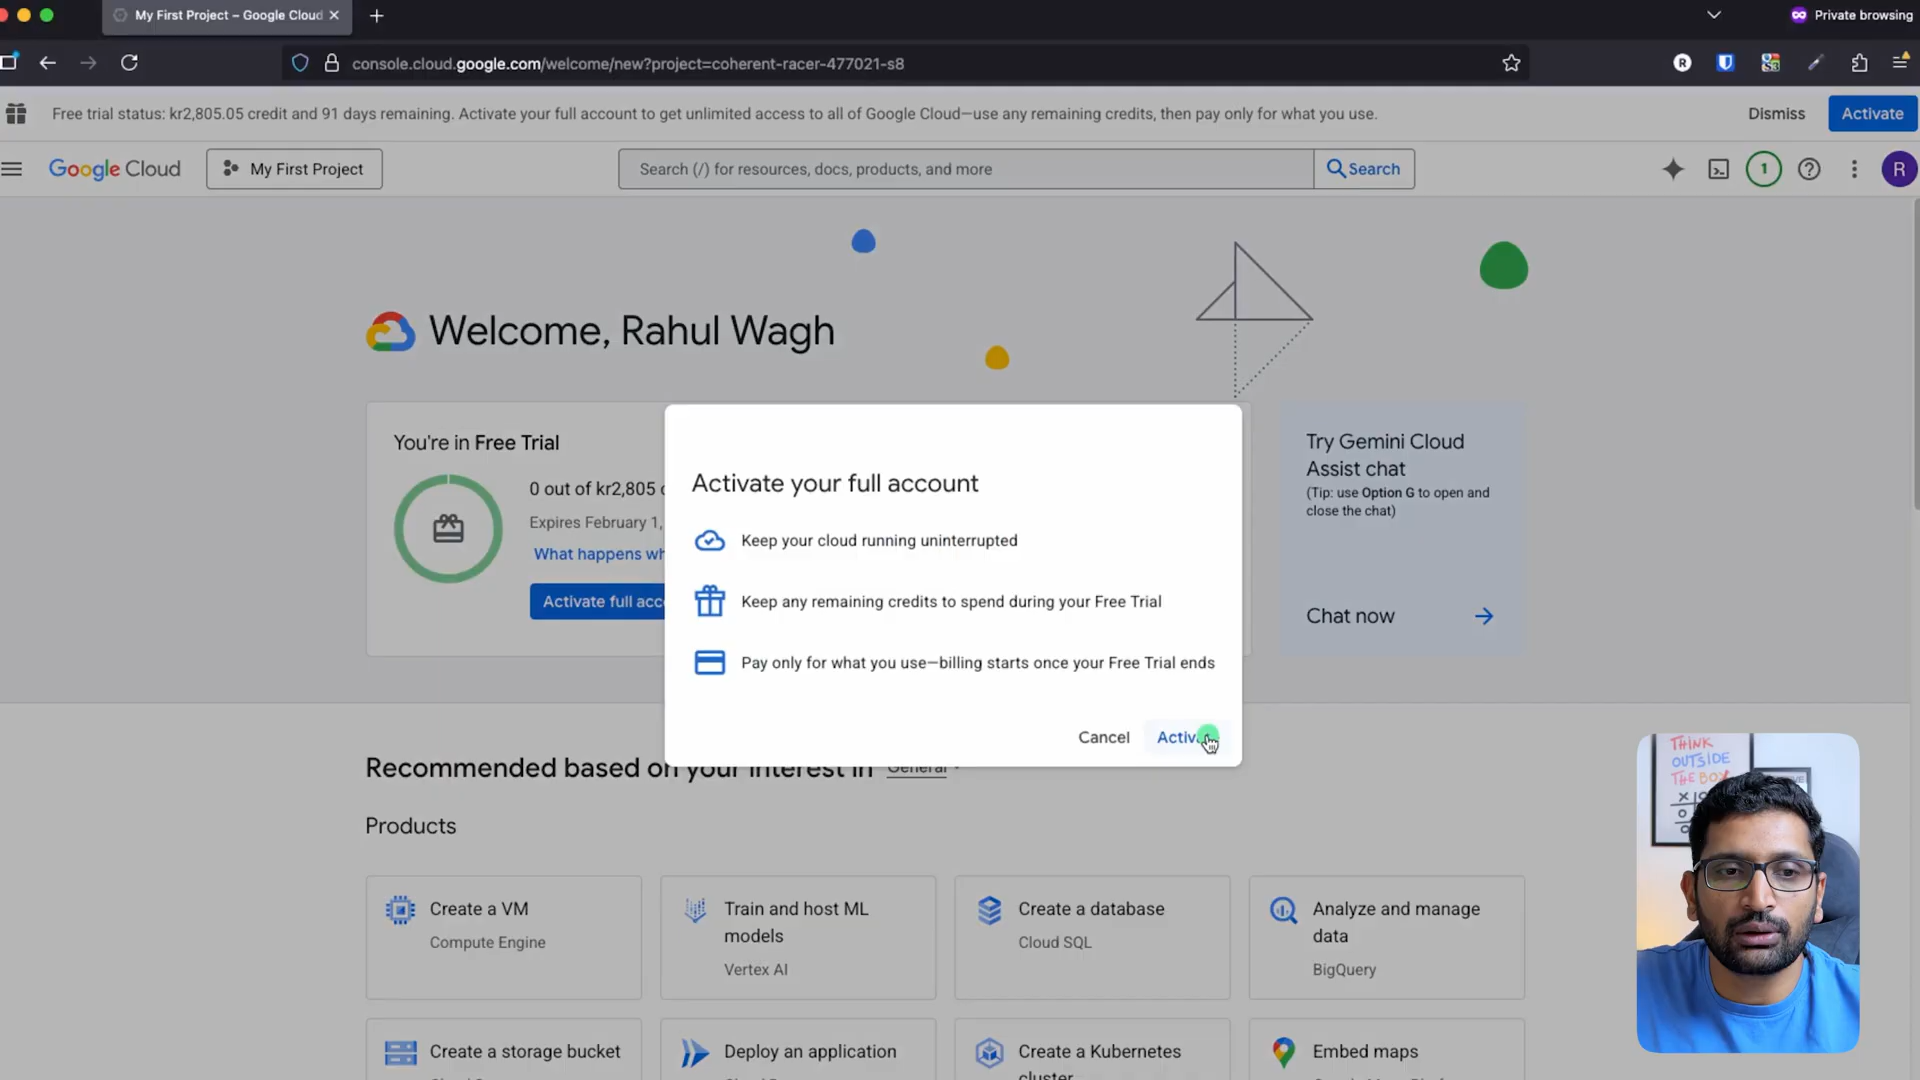 My First Project – Google Cloud
Private browsing
console.cloud.google.com/welcome/new?project=coherent-racer-477021-s8
R
Free trial status: kr2,805.05 credit and 91 days remaining. Activate your full account to get unlimited access to all of Google Cloud—use any remaining credits, then pay only for what you use.
Dismiss
Activate
Google Cloud
My First Project
Search (/) for resources, docs, products, and more
Search
1
R
Welcome, Rahul Wagh
You're in Free Trial
0 out of kr2,805
Expires February 1,
What happens
Activate full
Activate your full account
Keep your cloud running uninterrupted
Keep any remaining credits to spend during your Free Trial
Pay only for what you use—billing starts once your Free Trial ends
Cancel
Try Gemini Cloud
Assist chat
(Tip: use Option G to open and
close the chat)
Chat now
Recommended based on your interest in General
Products
Create a VM
Compute Engine
Train and host ML
models
Vertex AI
Create a database
Cloud SQL
Analyze and manage
data
BigQuery
Create a storage bucket
Deploy an application
Create a Kubernetes
cluster
Embed maps
THINK
OUTSIDE
THE BOX